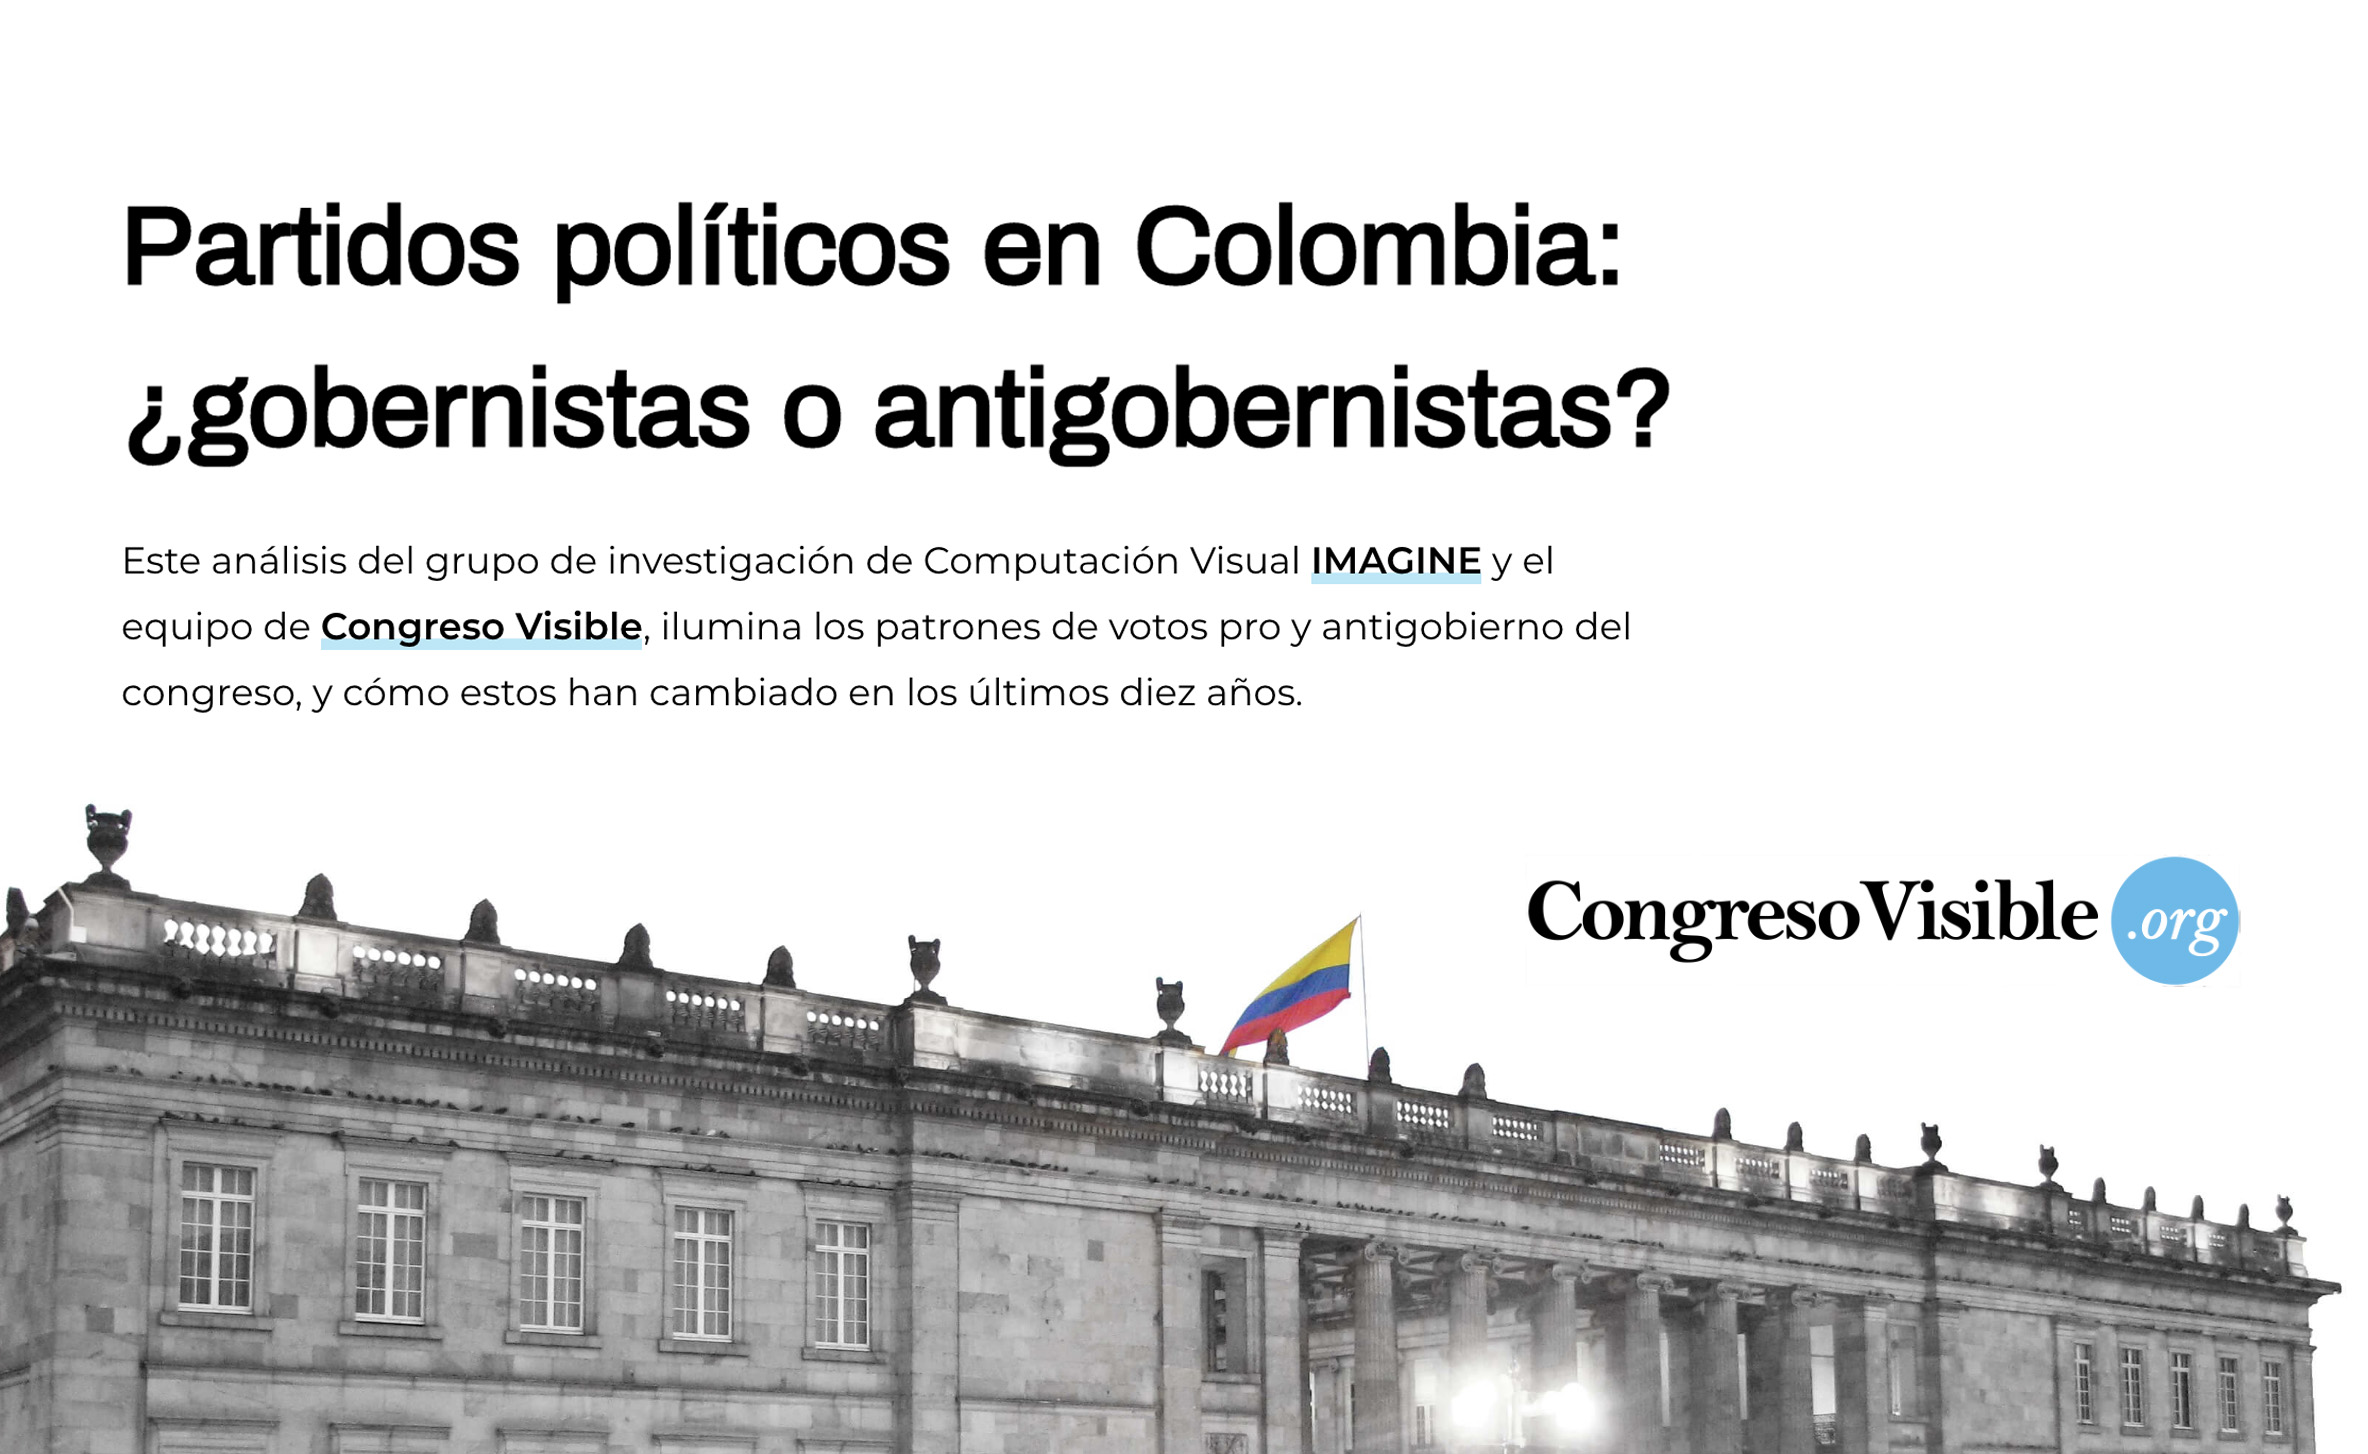 Partidos políticos en Colombia:
¿gobernistas o antigobernistas?
Este análisis del grupo de investigación de Computación Visual IMAGINE y el
equipo de Congreso Visible, ilumina los patrones de votos pro y antigobierno del
congreso, y cómo estos han cambiado en los últimos diez años.
CongresoVisible .org